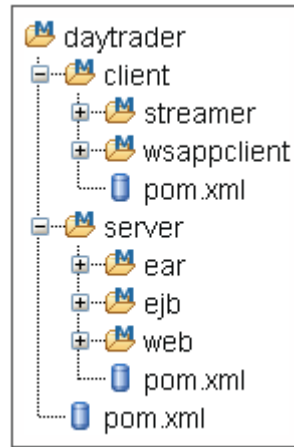 daytrader
client
streamer
wsappclient
pom.xml
server
ear
ejb
web
pom.xml
pom.xml